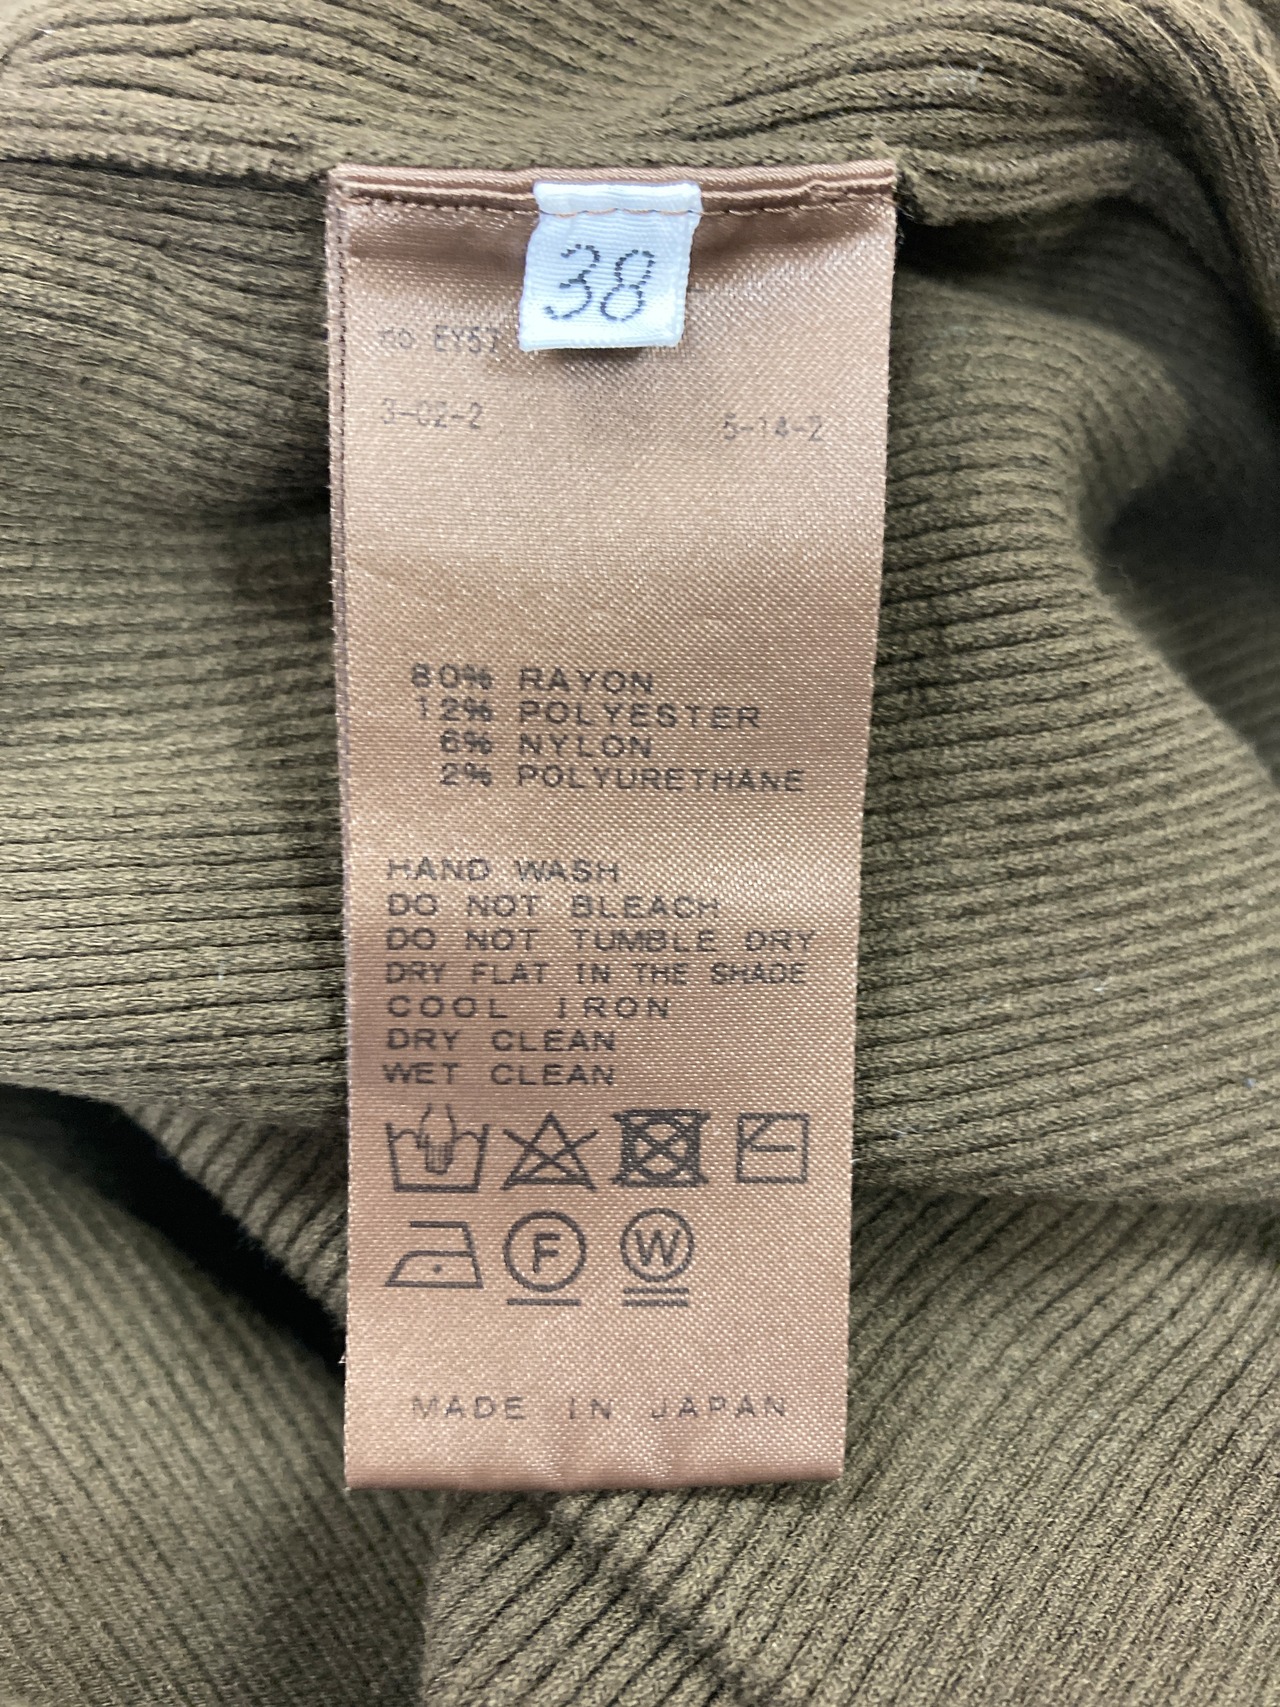 38
no EY57
3-02-2 5-14-2
80% RAYON
12% POLYESTER
6% NYLON
2% POLYURETHANE
HAND WASH
DO NOT BLEACH
DO NOT TUMBLE DRY
DRY FLAT IN THE SHADE
COOL IRON
DRY CLEAN
WET CLEAN
F W
MADE IN JAPAN